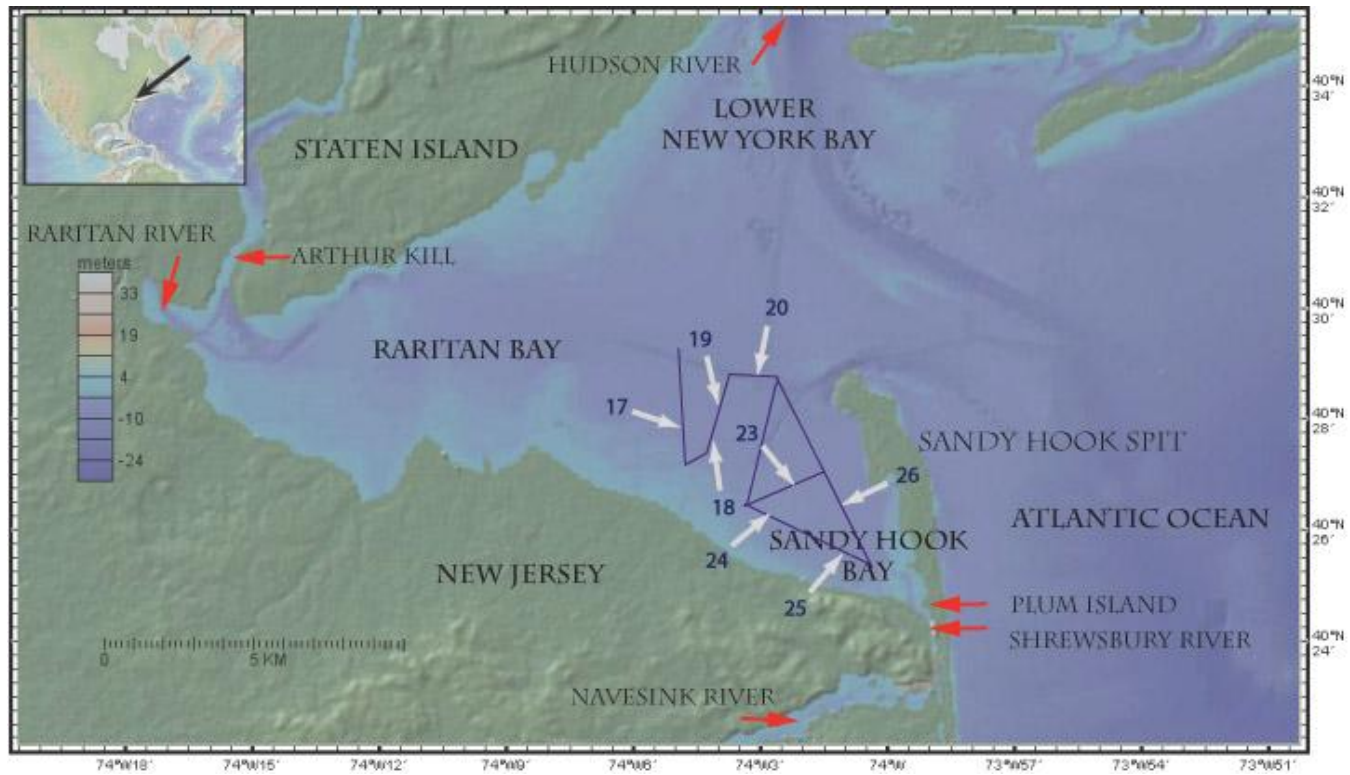 HUDSON RIVER
LOWER
NEW YORK BAY
STATEN ISLAND
RARITAN RIVER
ARTHUR KILL
meters
33
19
4
-10
-24
RARITAN BAY
20
19
17
23
18
26
24
25
SANDY HOOK SPIT
ATLANTIC OCEAN
SANDY HOOK
BAY
NEW JERSEY
PLUM ISLAND
SHREWSBURY RIVER
NAVESINK RIVER
0
5 KM
40°N
34'
40°N
32'
40°N
30'
40°N
28'
40°N
26'
40°N
24'
74°W18'
74°W15'
74°W12'
74°W09'
74°W06'
74°W03'
74°W
73°W57'
73°W54'
73°W51'